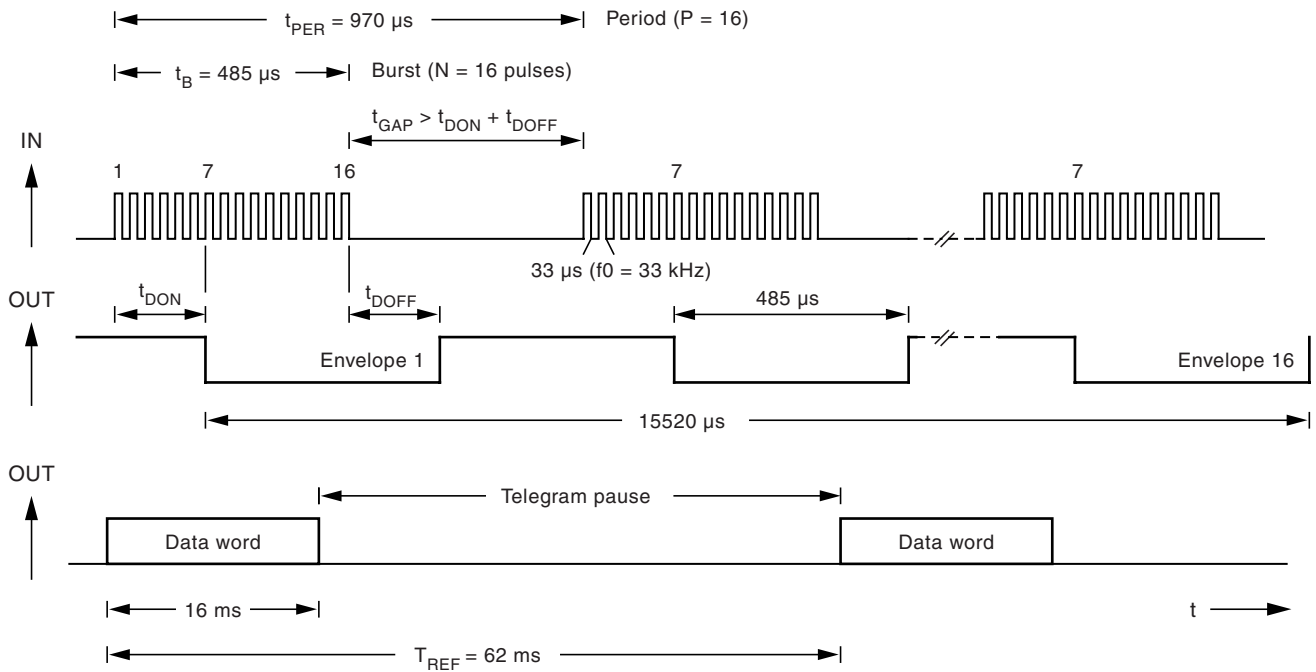 t_PER = 970 µs Period (P = 16)
t_B = 485 µs Burst (N = 16 pulses)
t_GAP > t_DON + t_DOFF
IN
1 7 16 7 7
33 µs (f0 = 33 kHz)
OUT
t_DON t_DOFF 485 µs
Envelope 1 Envelope 16
15520 µs
OUT
Telegram pause
Data word Data word
16 ms t
T_REF = 62 ms